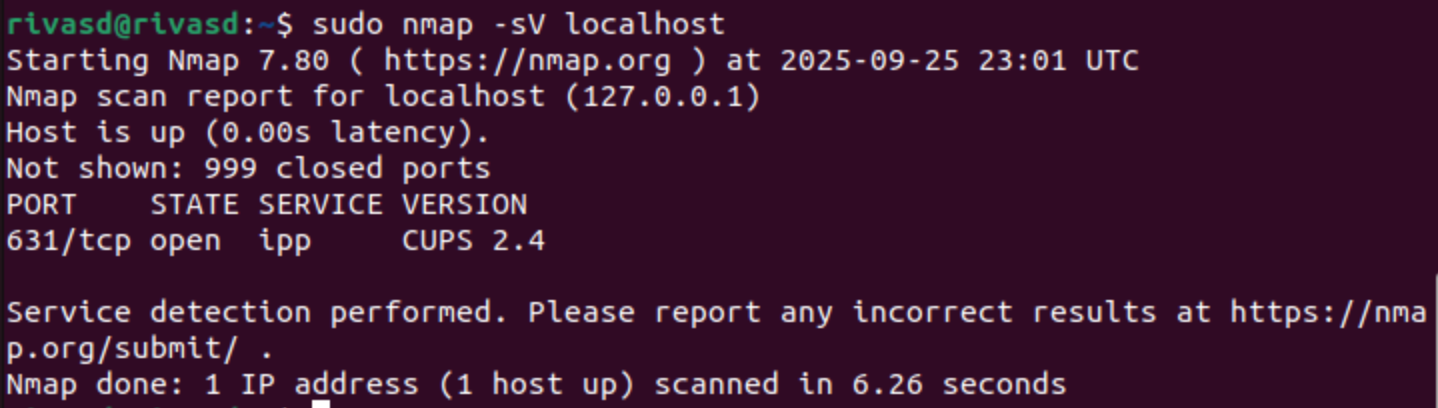 rivasd@rivasd:~$ sudo nmap -sV localhost
Starting Nmap 7.80 ( https://nmap.org ) at 2025-09-25 23:01 UTC
Nmap scan report for localhost (127.0.0.1)
Host is up (0.00s latency).
Not shown: 999 closed ports
PORT    STATE SERVICE VERSION
631/tcp open  ipp     CUPS 2.4
Service detection performed. Please report any incorrect results at https://nma
p.org/submit/ .
Nmap done: 1 IP address (1 host up) scanned in 6.26 seconds